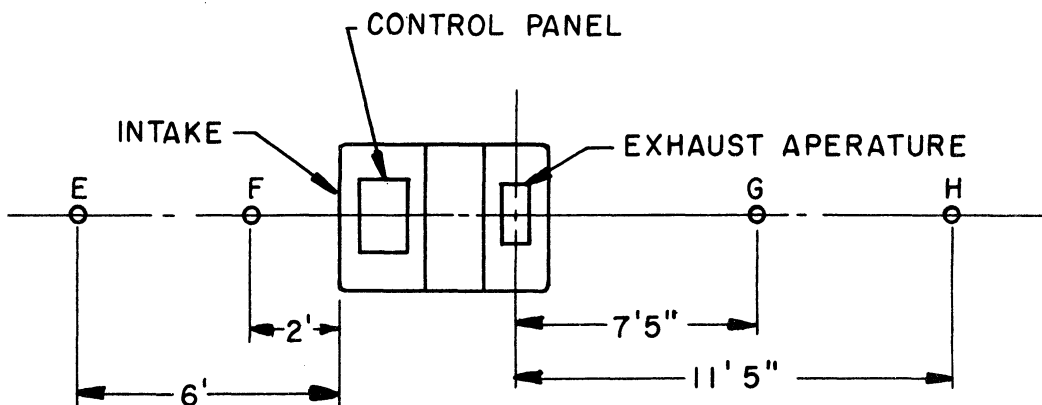 CONTROL PANEL
INTAKE
EXHAUST APERATURE
E
F
G
H
2'
7'5"
6'
11'5"